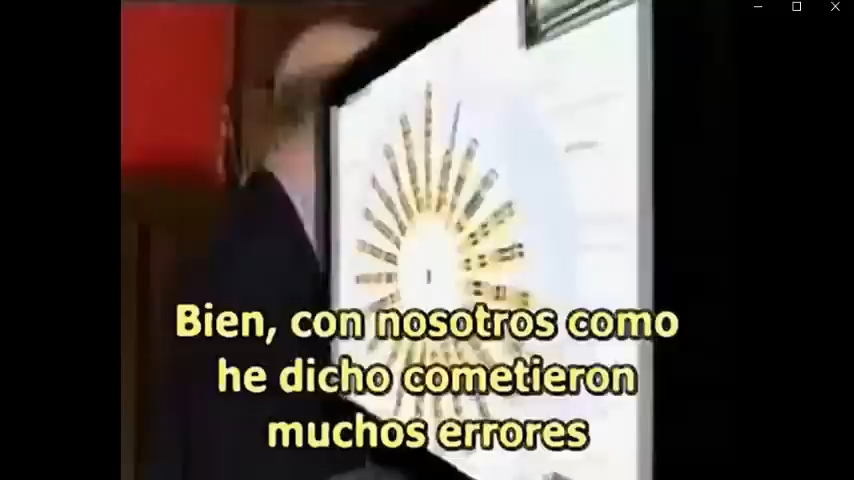 Bien, con nosotros como
he dicho cometieron
muchos errores